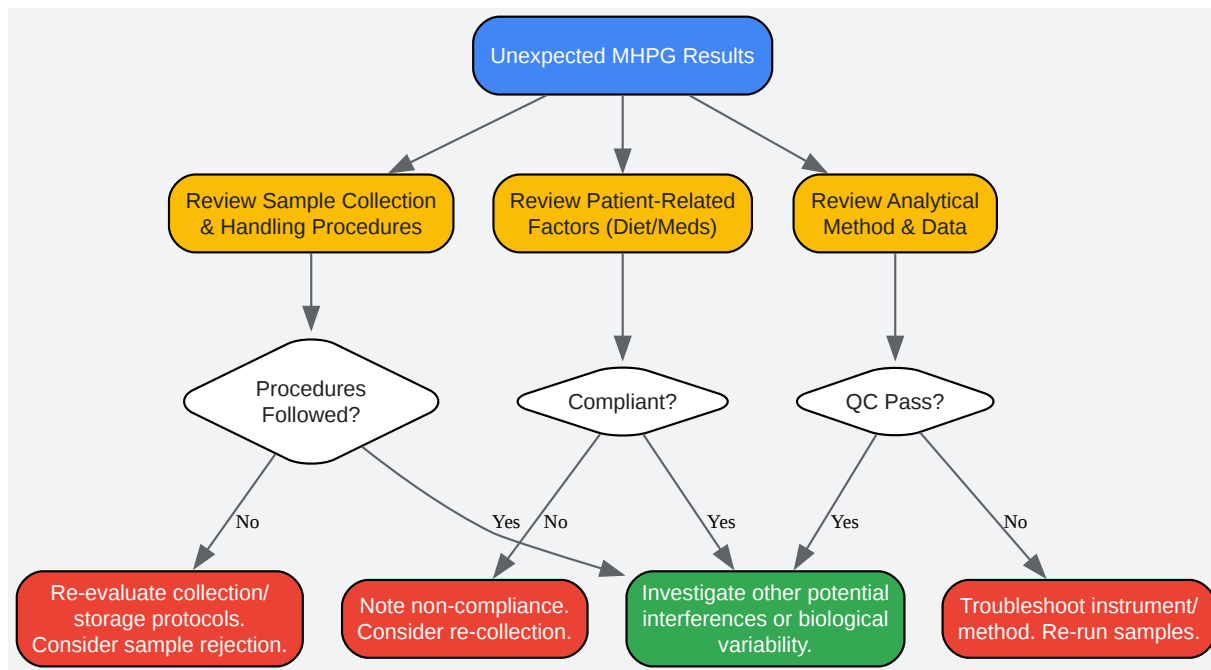 Unexpected MHPG Results
Review Sample Collection
& Handling Procedures
Review Patient-Related
Factors (Diet/Meds)
Review Analytical
Method & Data
Procedures
Followed?
Compliant?
QC Pass?
No
Yes
No
Yes
Yes
No
Re-evaluate collection/
storage protocols.
Consider sample rejection.
Note non-compliance.
Consider re-collection.
Investigate other potential
interferences or biological
variability.
Troubleshoot instrument/
method. Re-run samples.